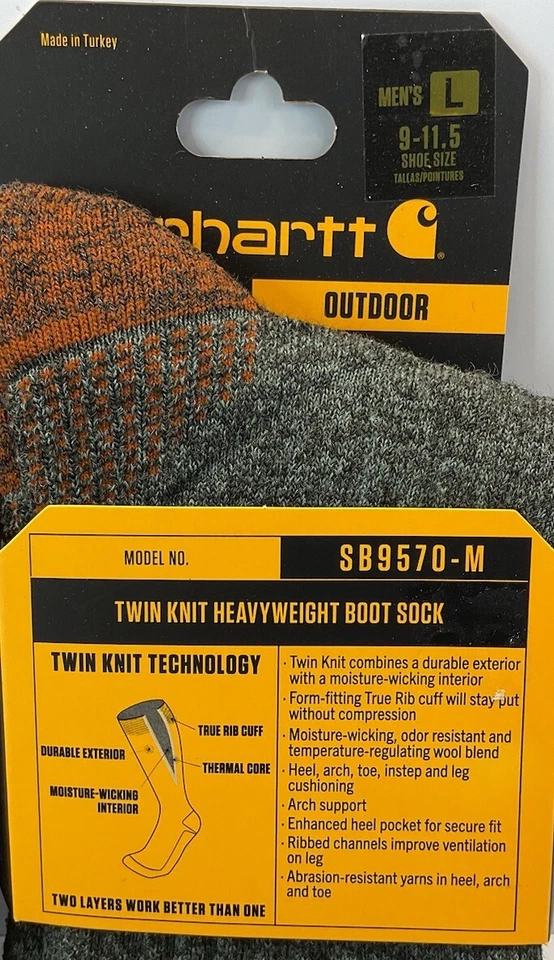 Made in Turkey
MEN'S L
9-11.5
SHOE SIZE
TALLAS/POINTURES
hartt
OUTDOOR
MODEL NO. SB9570-M
TWIN KNIT HEAVYWEIGHT BOOT SOCK
TWIN KNIT TECHNOLOGY
TRUE RIB CUFF
DURABLE EXTERIOR
THERMAL CORE
MOISTURE-WICKING
INTERIOR
TWO LAYERS WORK BETTER THAN ONE
· Twin Knit combines a durable exterior
with a moisture-wicking interior
· Form-fitting True Rib cuff will stay put
without compression
· Moisture-wicking, odor resistant and
temperature-regulating wool blend
· Heel, arch, toe, instep and leg
cushioning
· Arch support
· Enhanced heel pocket for secure fit
· Ribbed channels improve ventilation
on leg
· Abrasion-resistant yarns in heel, arch
and toe